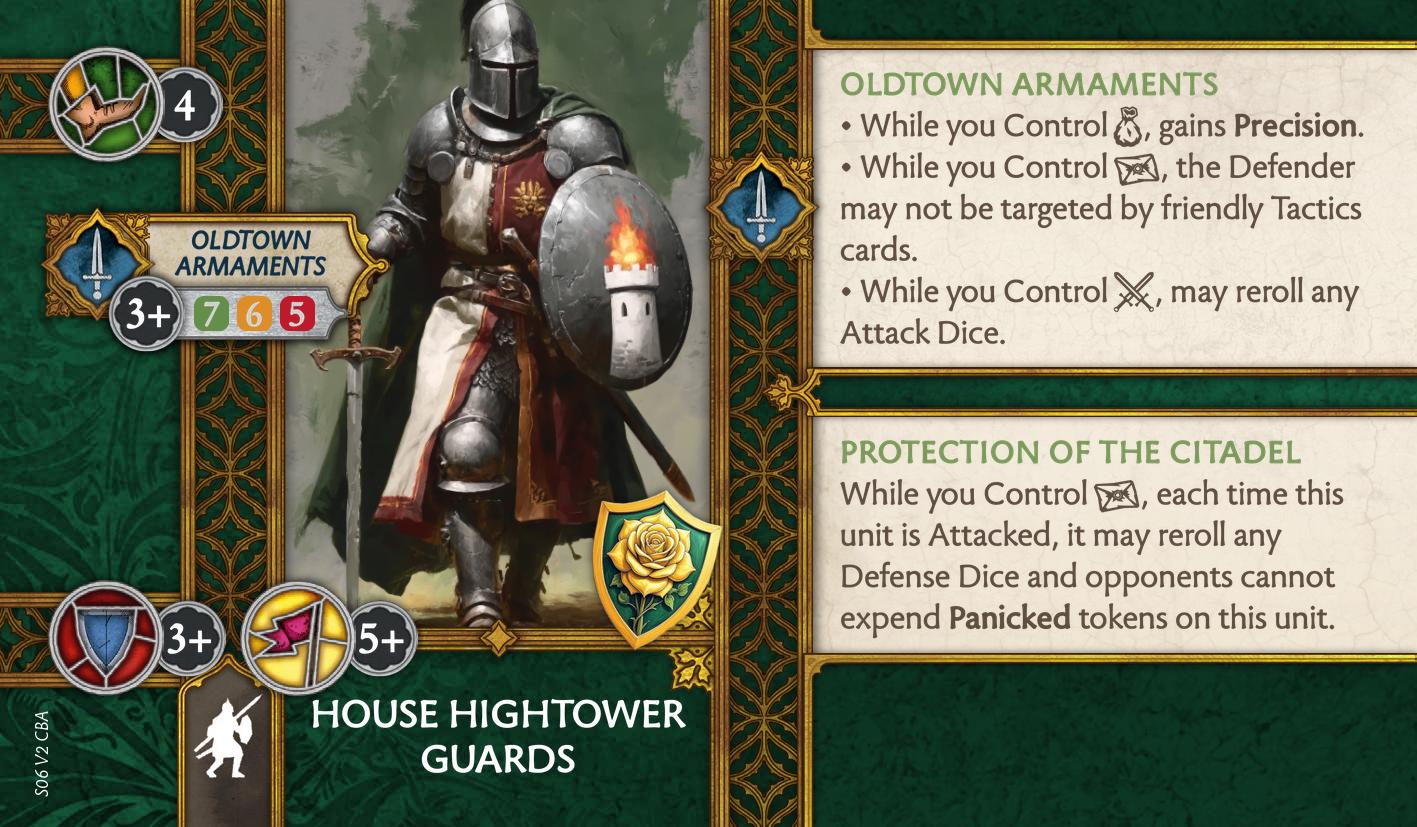 4
OLDTOWN
ARMAMENTS
3+ 7 6 5
3+
5+
HOUSE HIGHTOWER
GUARDS
S06 V2 CBA
OLDTOWN ARMAMENTS
• While you Control , gains Precision.
• While you Control , the Defender
may not be targeted by friendly Tactics
cards.
• While you Control , may reroll any
Attack Dice.
PROTECTION OF THE CITADEL
While you Control , each time this
unit is Attacked, it may reroll any
Defense Dice and opponents cannot
expend Panicked tokens on this unit.